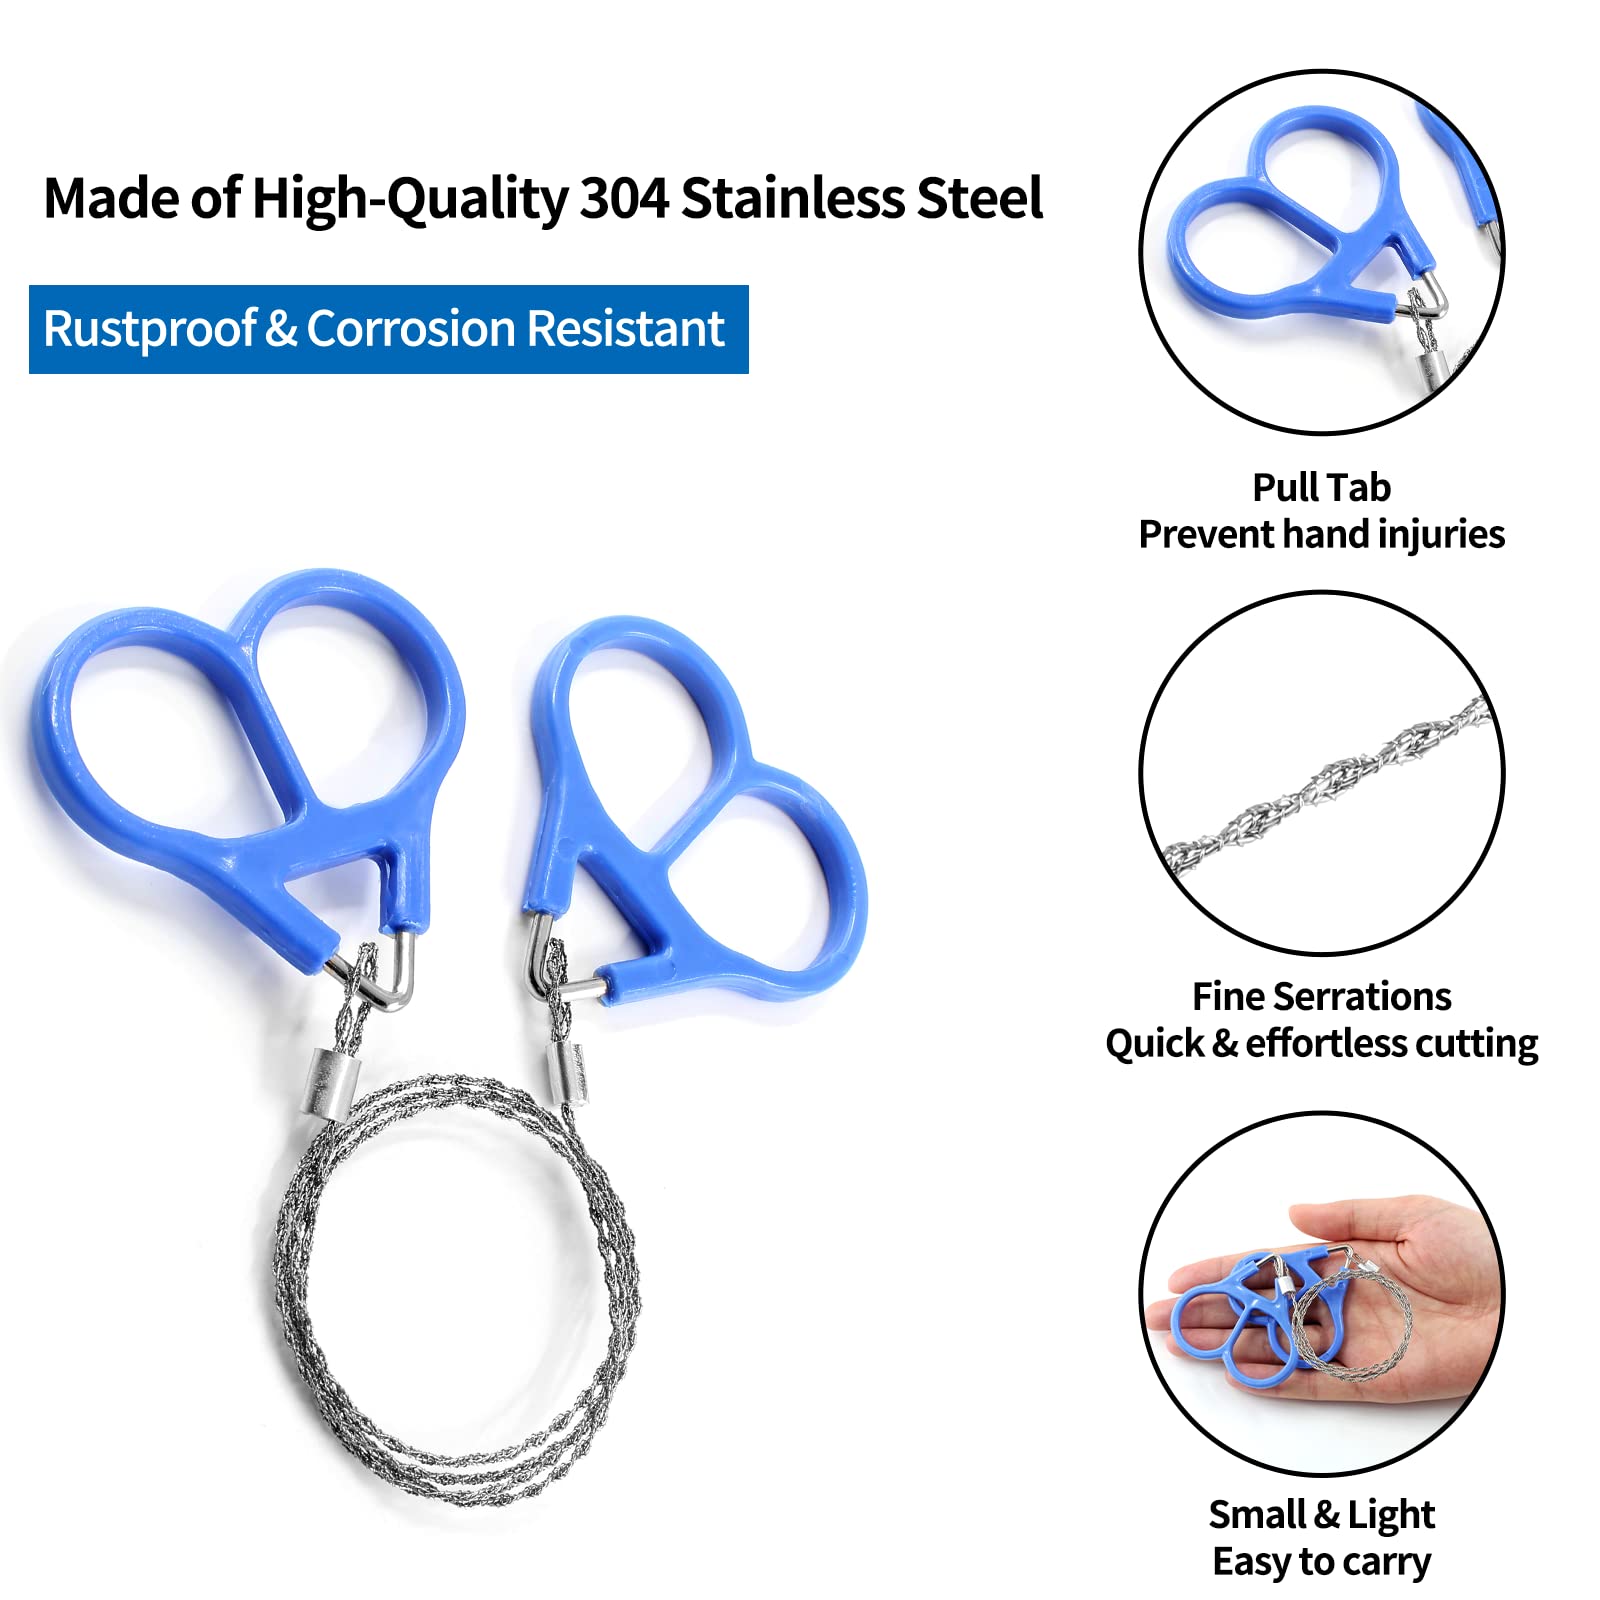 Made of High-Quality 304 Stainless Steel
Rustproof & Corrosion Resistant
Pull Tab
Prevent hand injuries
Fine Serrations
Quick & effortless cutting
Small & Light
Easy to carry